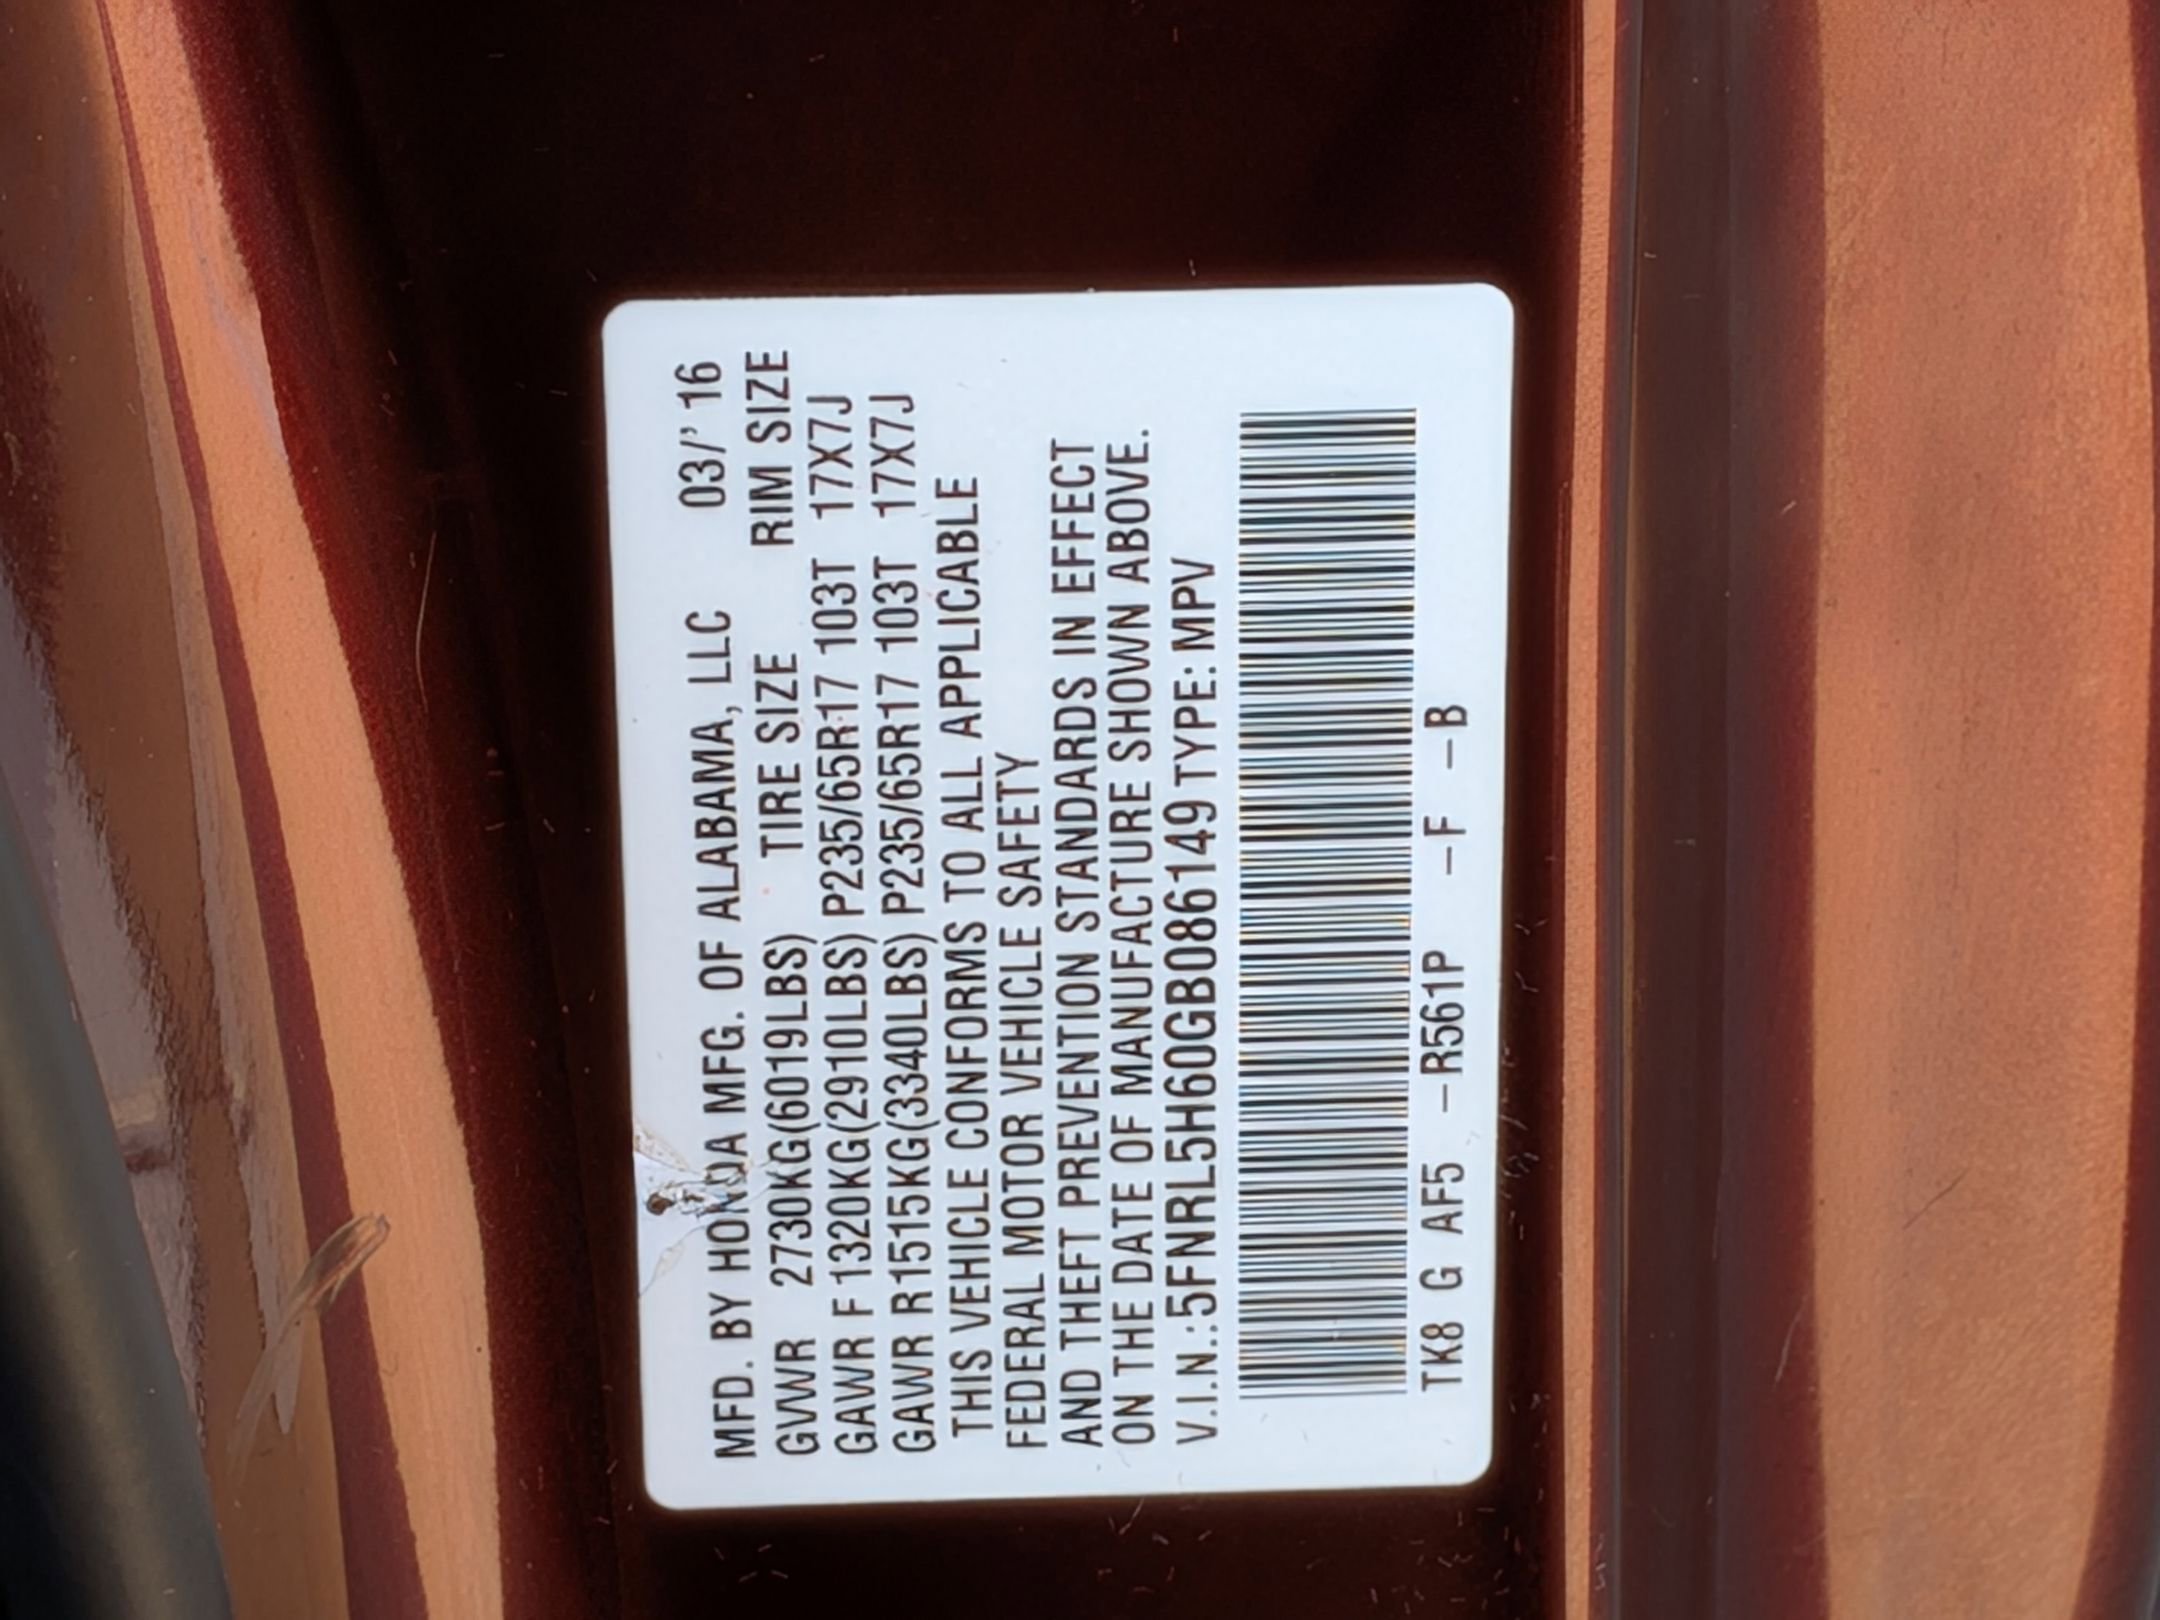 MFD. BY HONDA MFG. OF ALABAMA, LLC 03/'16
GVWR 2730KG(6019LBS) TIRE SIZE RIM SIZE
GAWR F 1320KG(2910LBS) P235/65R17 103T 17X7J
GAWR R1515KG(3340LBS) P235/65R17 103T 17X7J
THIS VEHICLE CONFORMS TO ALL APPLICABLE
FEDERAL MOTOR VEHICLE SAFETY
AND THEFT PREVENTION STANDARDS IN EFFECT
ON THE DATE OF MANUFACTURE SHOWN ABOVE.
V.I.N.:5FNRL5H60GB086149 TYPE: MPV
TK8 G AF5 –R561P –F –B